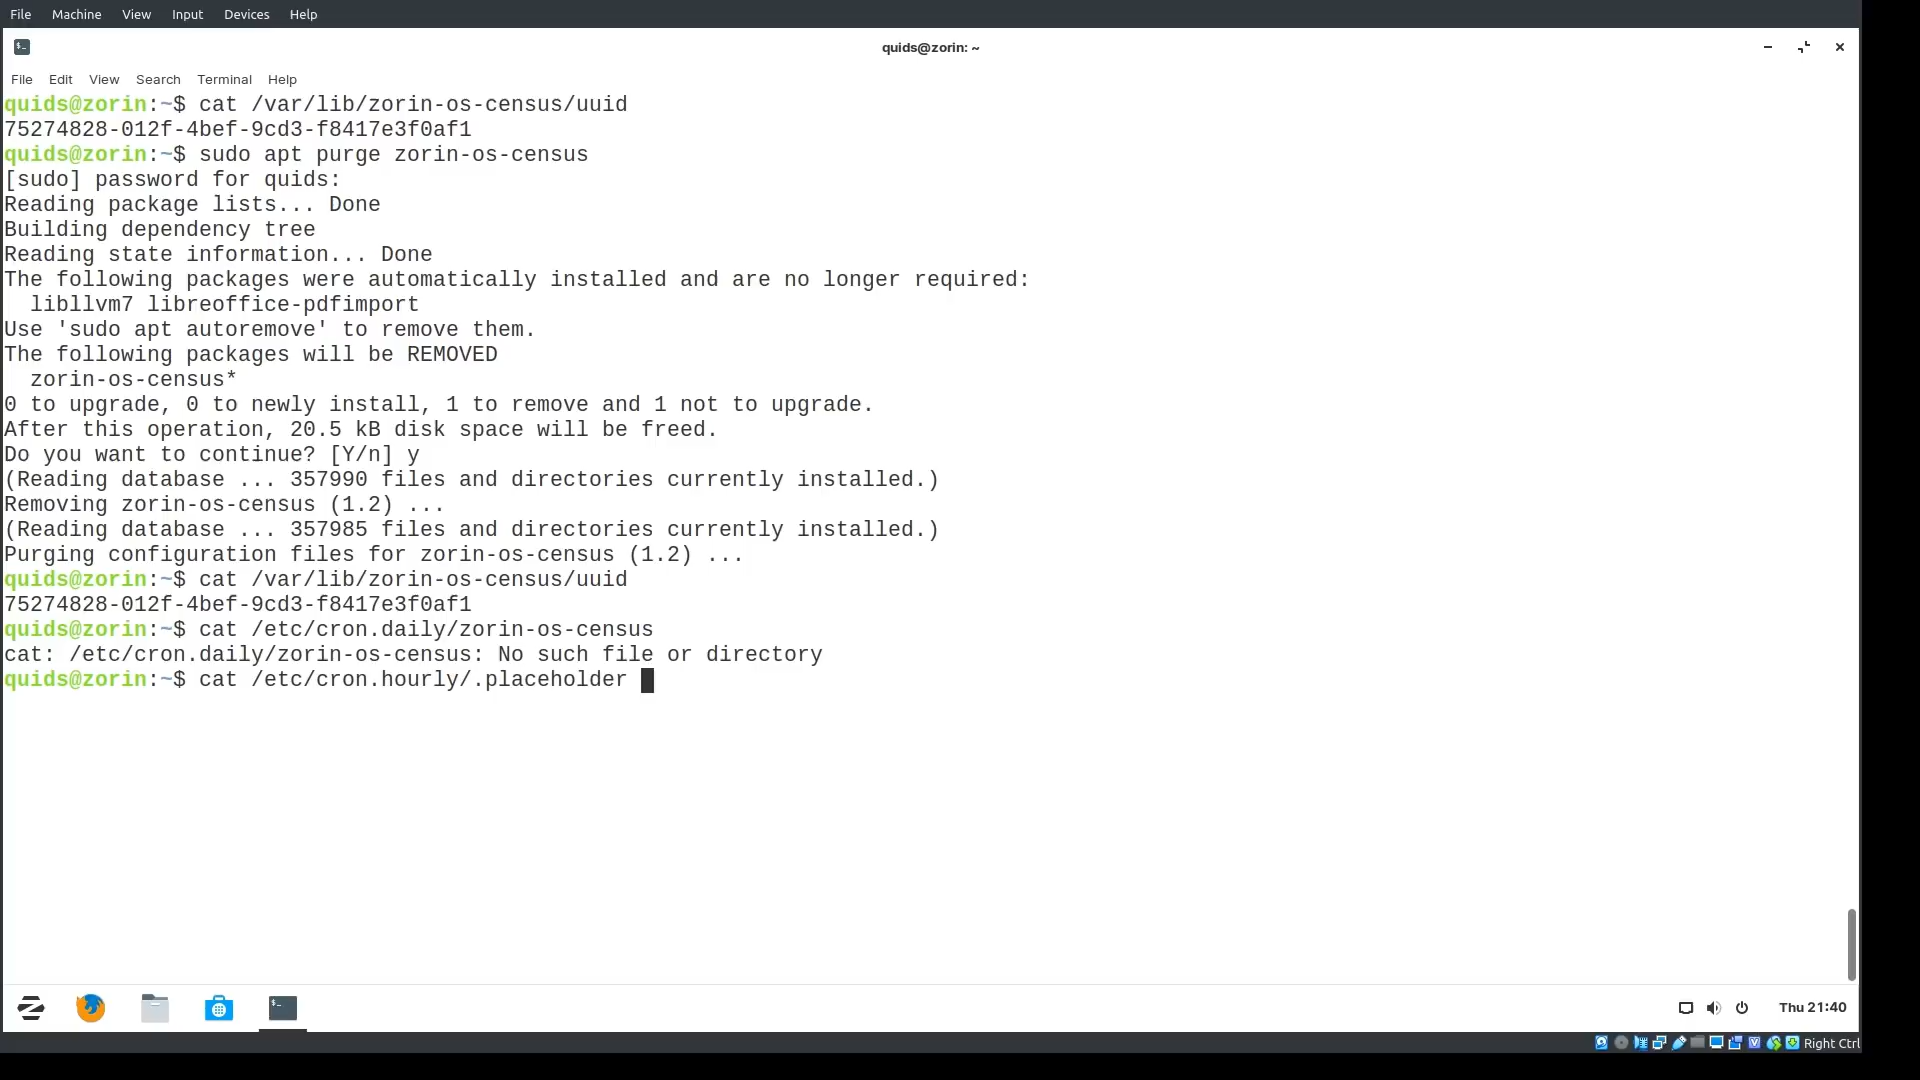 File Machine View Input Devices Help
quids@zorin: ~
File Edit View Search Terminal Help
quids@zorin:~$ cat /var/lib/zorin-os-census/uuid
75274828-012f-4bef-9cd3-f8417e3f0af1
quids@zorin:~$ sudo apt purge zorin-os-census
[sudo] password for quids:
Reading package lists... Done
Building dependency tree
Reading state information... Done
The following packages were automatically installed and are no longer required:
  libllvm7 libreoffice-pdfimport
Use 'sudo apt autoremove' to remove them.
The following packages will be REMOVED
  zorin-os-census*
0 to upgrade, 0 to newly install, 1 to remove and 1 not to upgrade.
After this operation, 20.5 kB disk space will be freed.
Do you want to continue? [Y/n] y
(Reading database ... 357990 files and directories currently installed.)
Removing zorin-os-census (1.2) ...
(Reading database ... 357985 files and directories currently installed.)
Purging configuration files for zorin-os-census (1.2) ...
quids@zorin:~$ cat /var/lib/zorin-os-census/uuid
75274828-012f-4bef-9cd3-f8417e3f0af1
quids@zorin:~$ cat /etc/cron.daily/zorin-os-census
cat: /etc/cron.daily/zorin-os-census: No such file or directory
quids@zorin:~$ cat /etc/cron.hourly/.placeholder
Thu 21:40
Right Ctrl